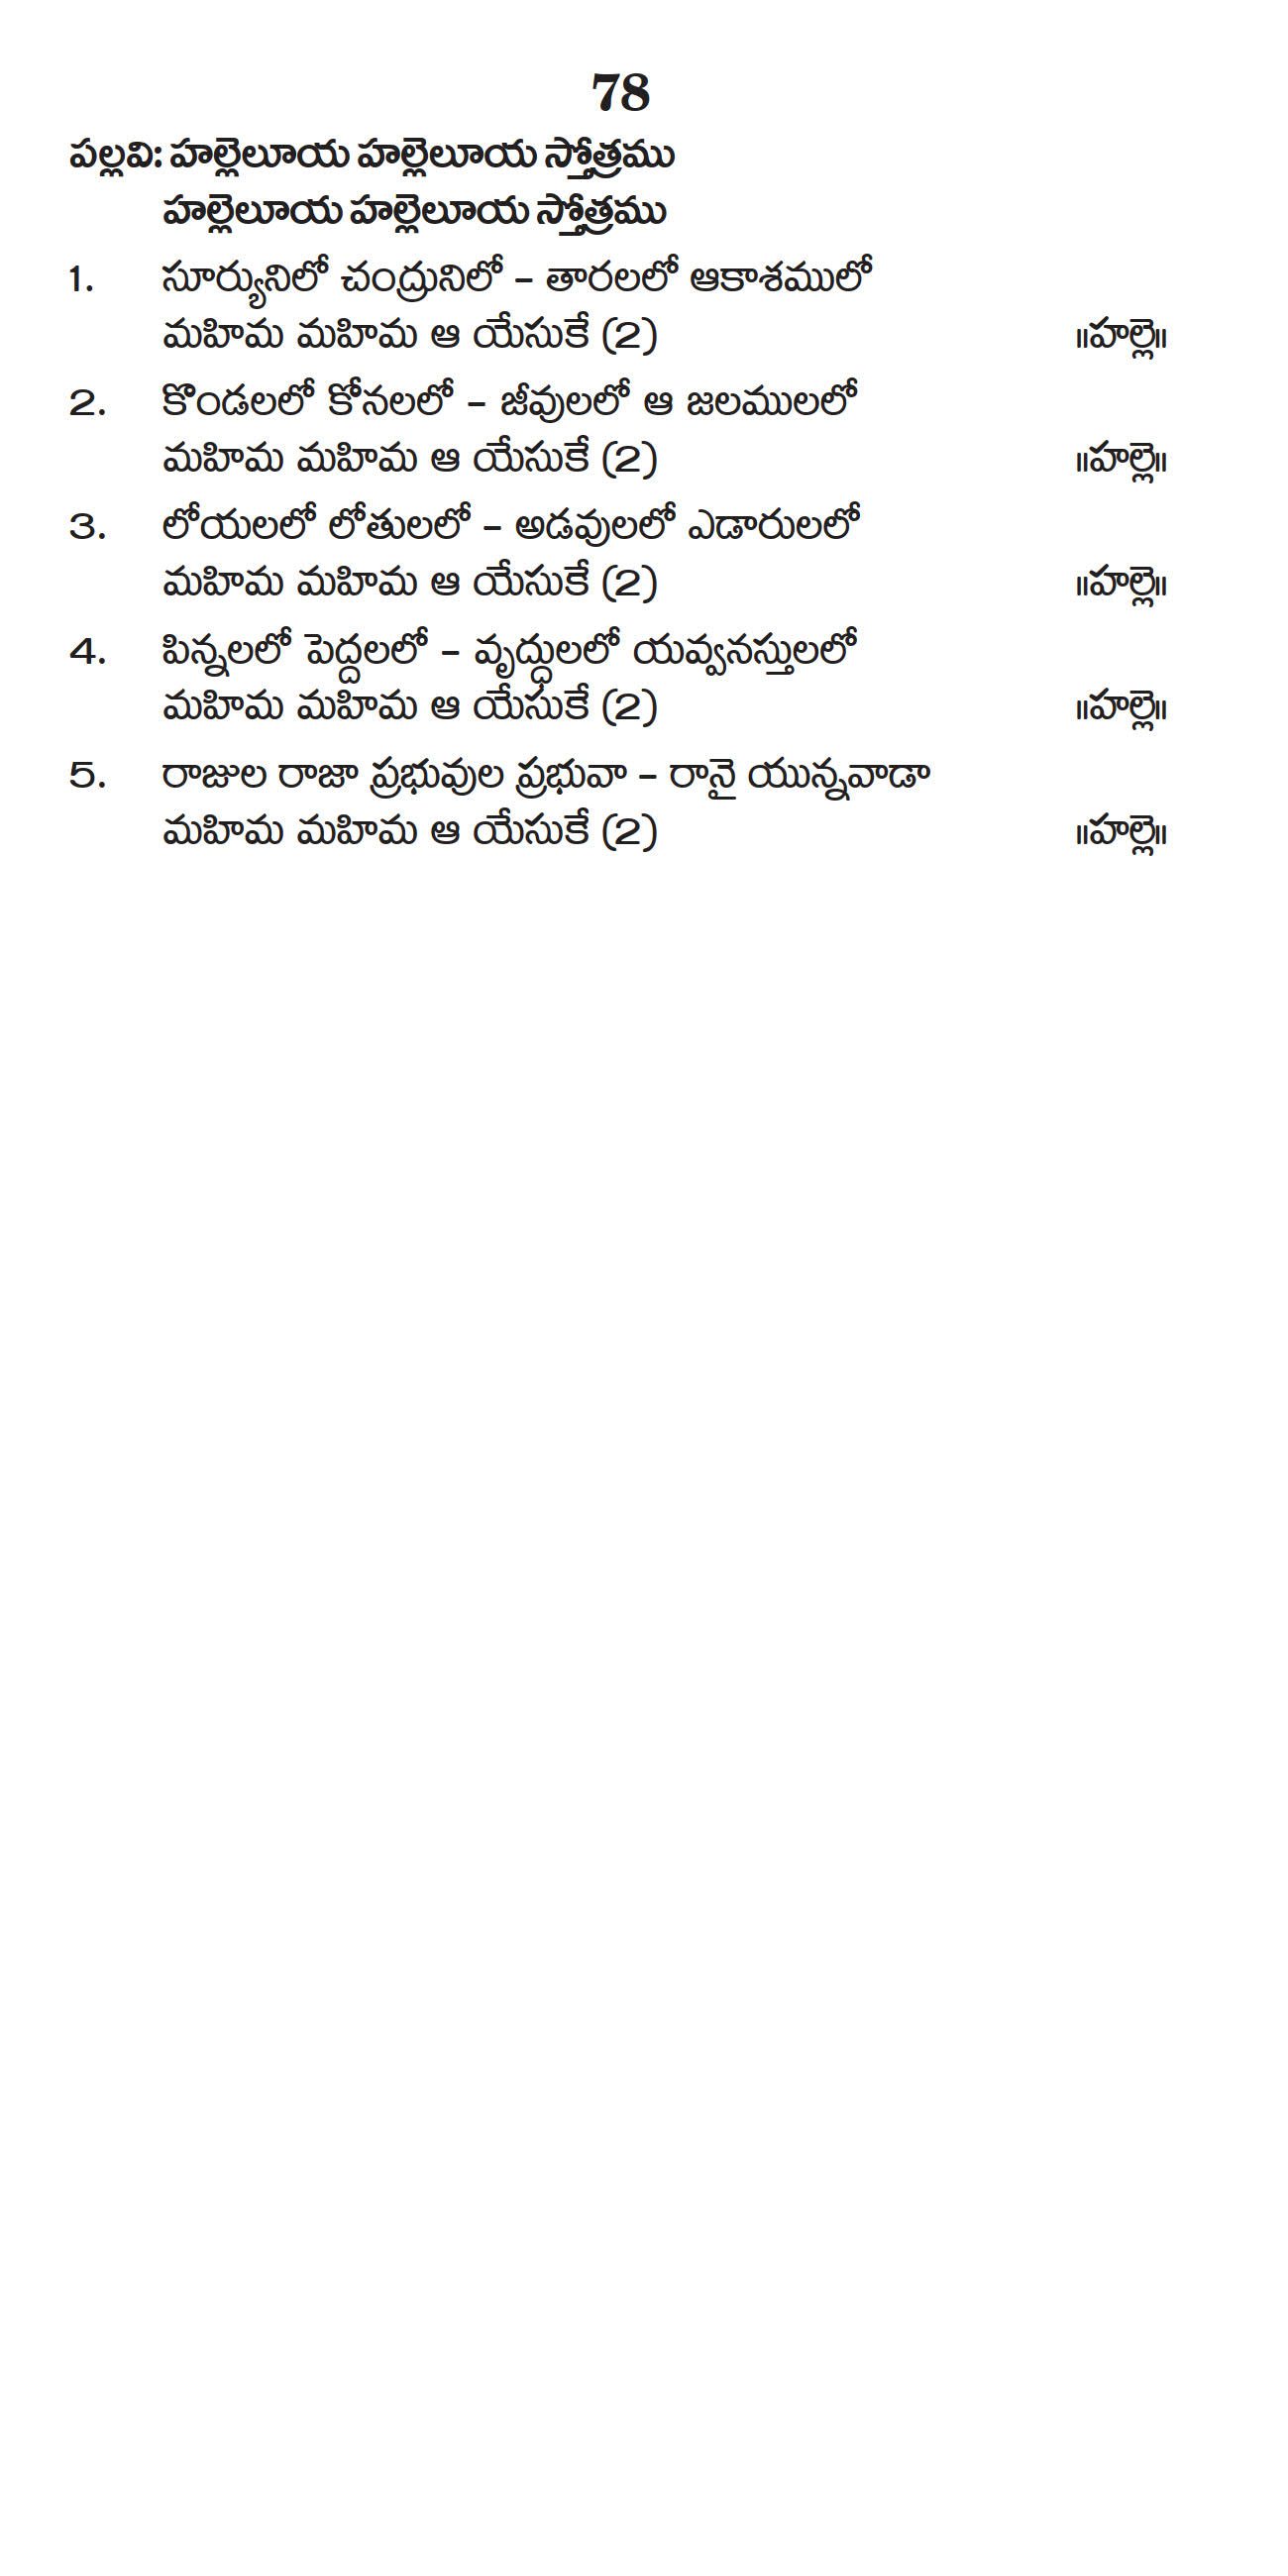 78
పల్లవి: హల్లెలూయ హల్లెలూయ స్తోత్రము
హల్లెలూయ హల్లెలూయ స్తోత్రము
1. సూర్యునిలో చంద్రునిలో – తారలలో ఆకాశములో
మహిమ మహిమ ఆ యేసుకే (2) ॥హల్లె॥
2. కొండలలో కోనలలో – జీవులలో ఆ జలములలో
మహిమ మహిమ ఆ యేసుకే (2) ॥హల్లె॥
3. లోయలలో లోతులలో – అడవులలో ఎడారులలో
మహిమ మహిమ ఆ యేసుకే (2) ॥హల్లె॥
4. పిన్నలలో పెద్దలలో – వృద్ధులలో యవ్వనస్తులలో
మహిమ మహిమ ఆ యేసుకే (2) ॥హల్లె॥
5. రాజుల రాజా ప్రభువుల ప్రభువా – రానై యున్నవాడా
మహిమ మహిమ ఆ యేసుకే (2) ॥హల్లె॥